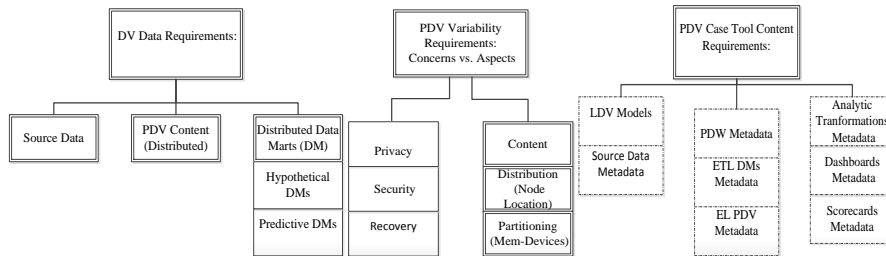 DV Data Requirements:
Source Data
PDV Content
(Distributed)
Distributed Data
Marts (DM)
Hypothetical
DMs
Predictive DMs
PDV Variability
Requirements:
Concerns vs. Aspects
Privacy
Security
Recovery
Content
Distribution
(Node
Location)
Partitioning
(Mem-Devices)
PDV Case Tool Content
Requirements:
LDV Models
Source Data
Metadata
PDW Metadata
ETL DMs
Metadata
EL PDV
Metadata
Analytic
Tranformations
Metadata
Dashboards
Metadata
Scorecards
Metadata